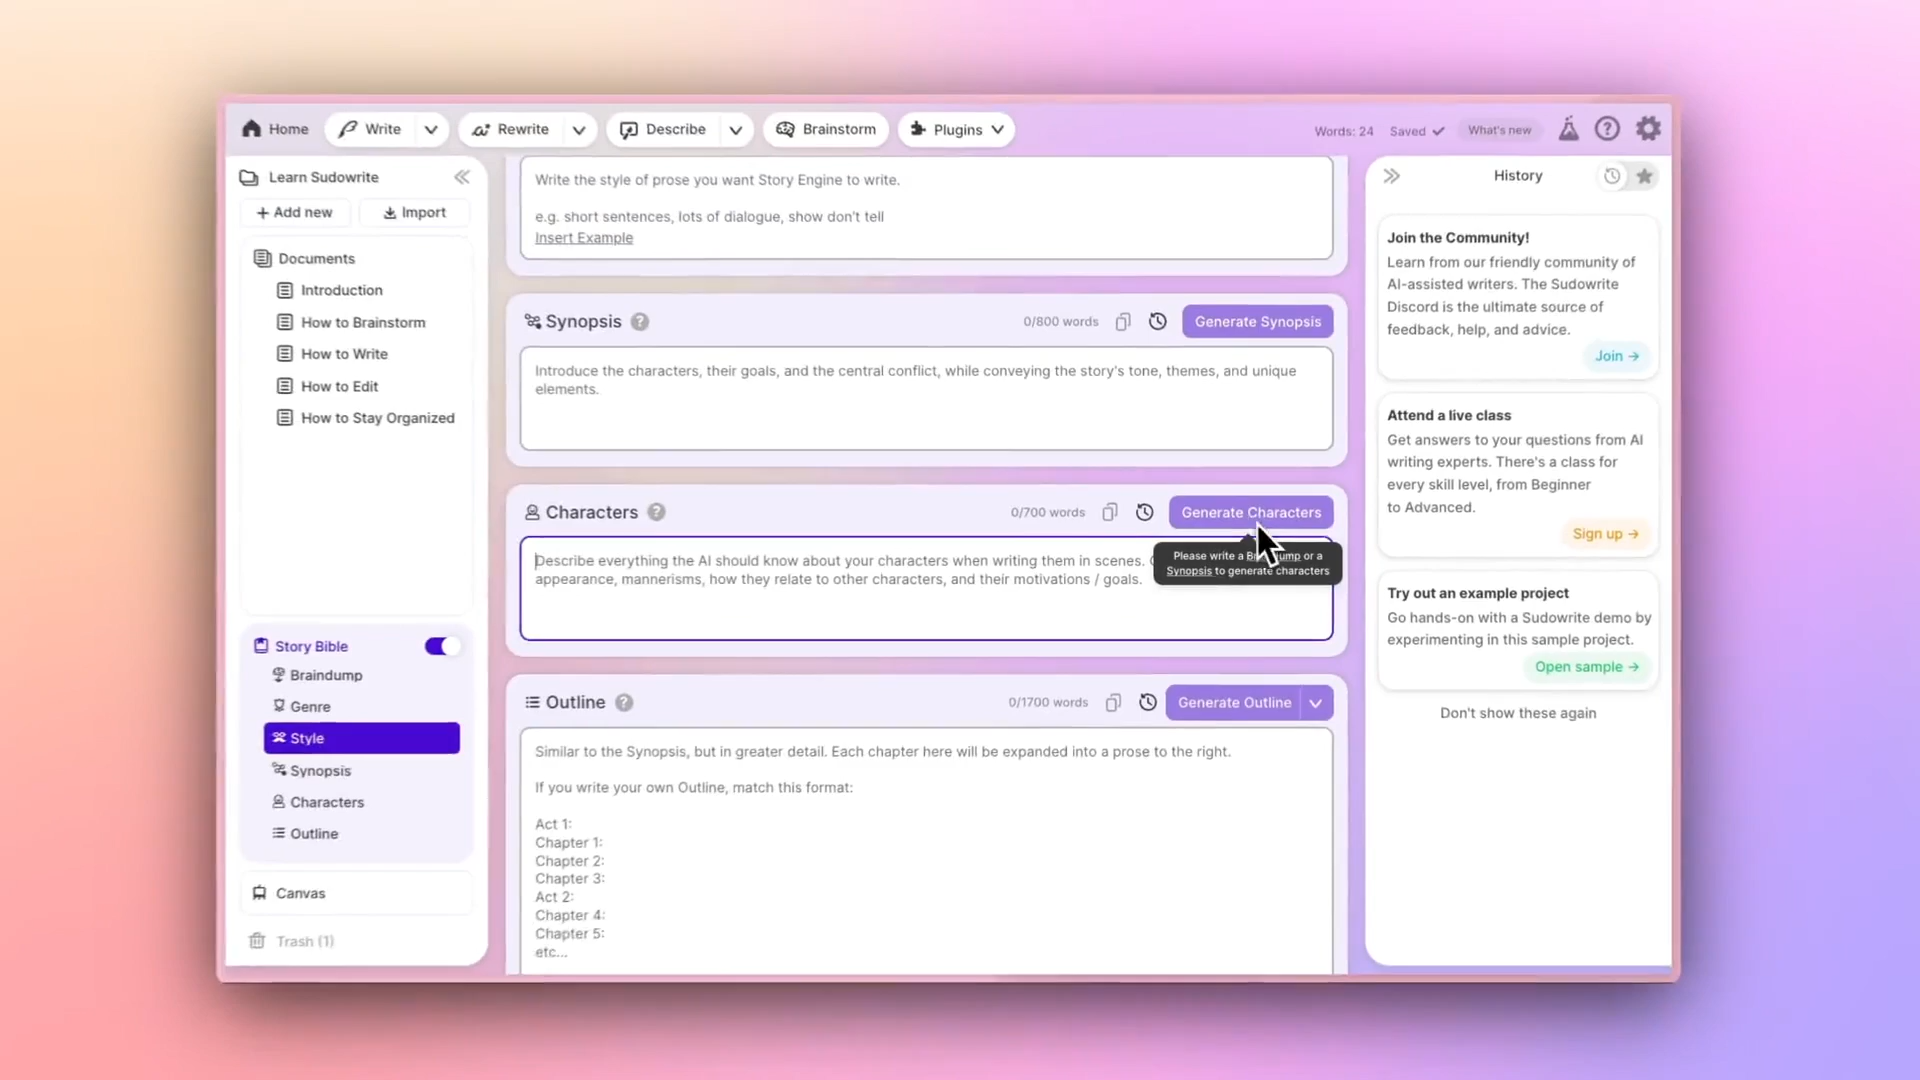 Home
Write
Rewrite
Describe
Brainstorm
Plugins
Words: 24
Saved
What's new
Learn Sudowrite
+ Add new
Import
Documents
Introduction
How to Brainstorm
How to Write
How to Edit
How to Stay Organized
Story Bible
Braindump
Genre
Style
Synopsis
Characters
Outline
Canvas
Trash (1)
Write the style of prose you want Story Engine to write.
e.g. short sentences, lots of dialogue, show don't tell
Insert Example
Synopsis
0/800 words
Generate Synopsis
Introduce the characters, their goals, and the central conflict, while conveying the story's tone, themes, and unique
elements.
Characters
0/700 words
Generate Characters
Describe everything the AI should know about your characters when writing them in scenes.
appearance, mannerisms, how they relate to other characters, and their motivations / goals.
Please write a or a
Synopsis to generate characters
Outline
0/1700 words
Generate Outline
Similar to the Synopsis, but in greater detail. Each chapter here will be expanded into a prose to the right.
If you write your own Outline, match this format:
Act 1:
Chapter 1:
Chapter 2:
Chapter 3:
Act 2:
Chapter 4:
Chapter 5:
etc...
History
Join the Community!
Learn from our friendly community of
AI-assisted writers. The Sudowrite
Discord is the ultimate source of
feedback, help, and advice.
Join →
Attend a live class
Get answers to your questions from AI
writing experts. There's a class for
every skill level, from Beginner
to Advanced.
Sign up →
Try out an example project
Go hands-on with a Sudowrite demo by
experimenting in this sample project.
Open sample →
Don't show these again